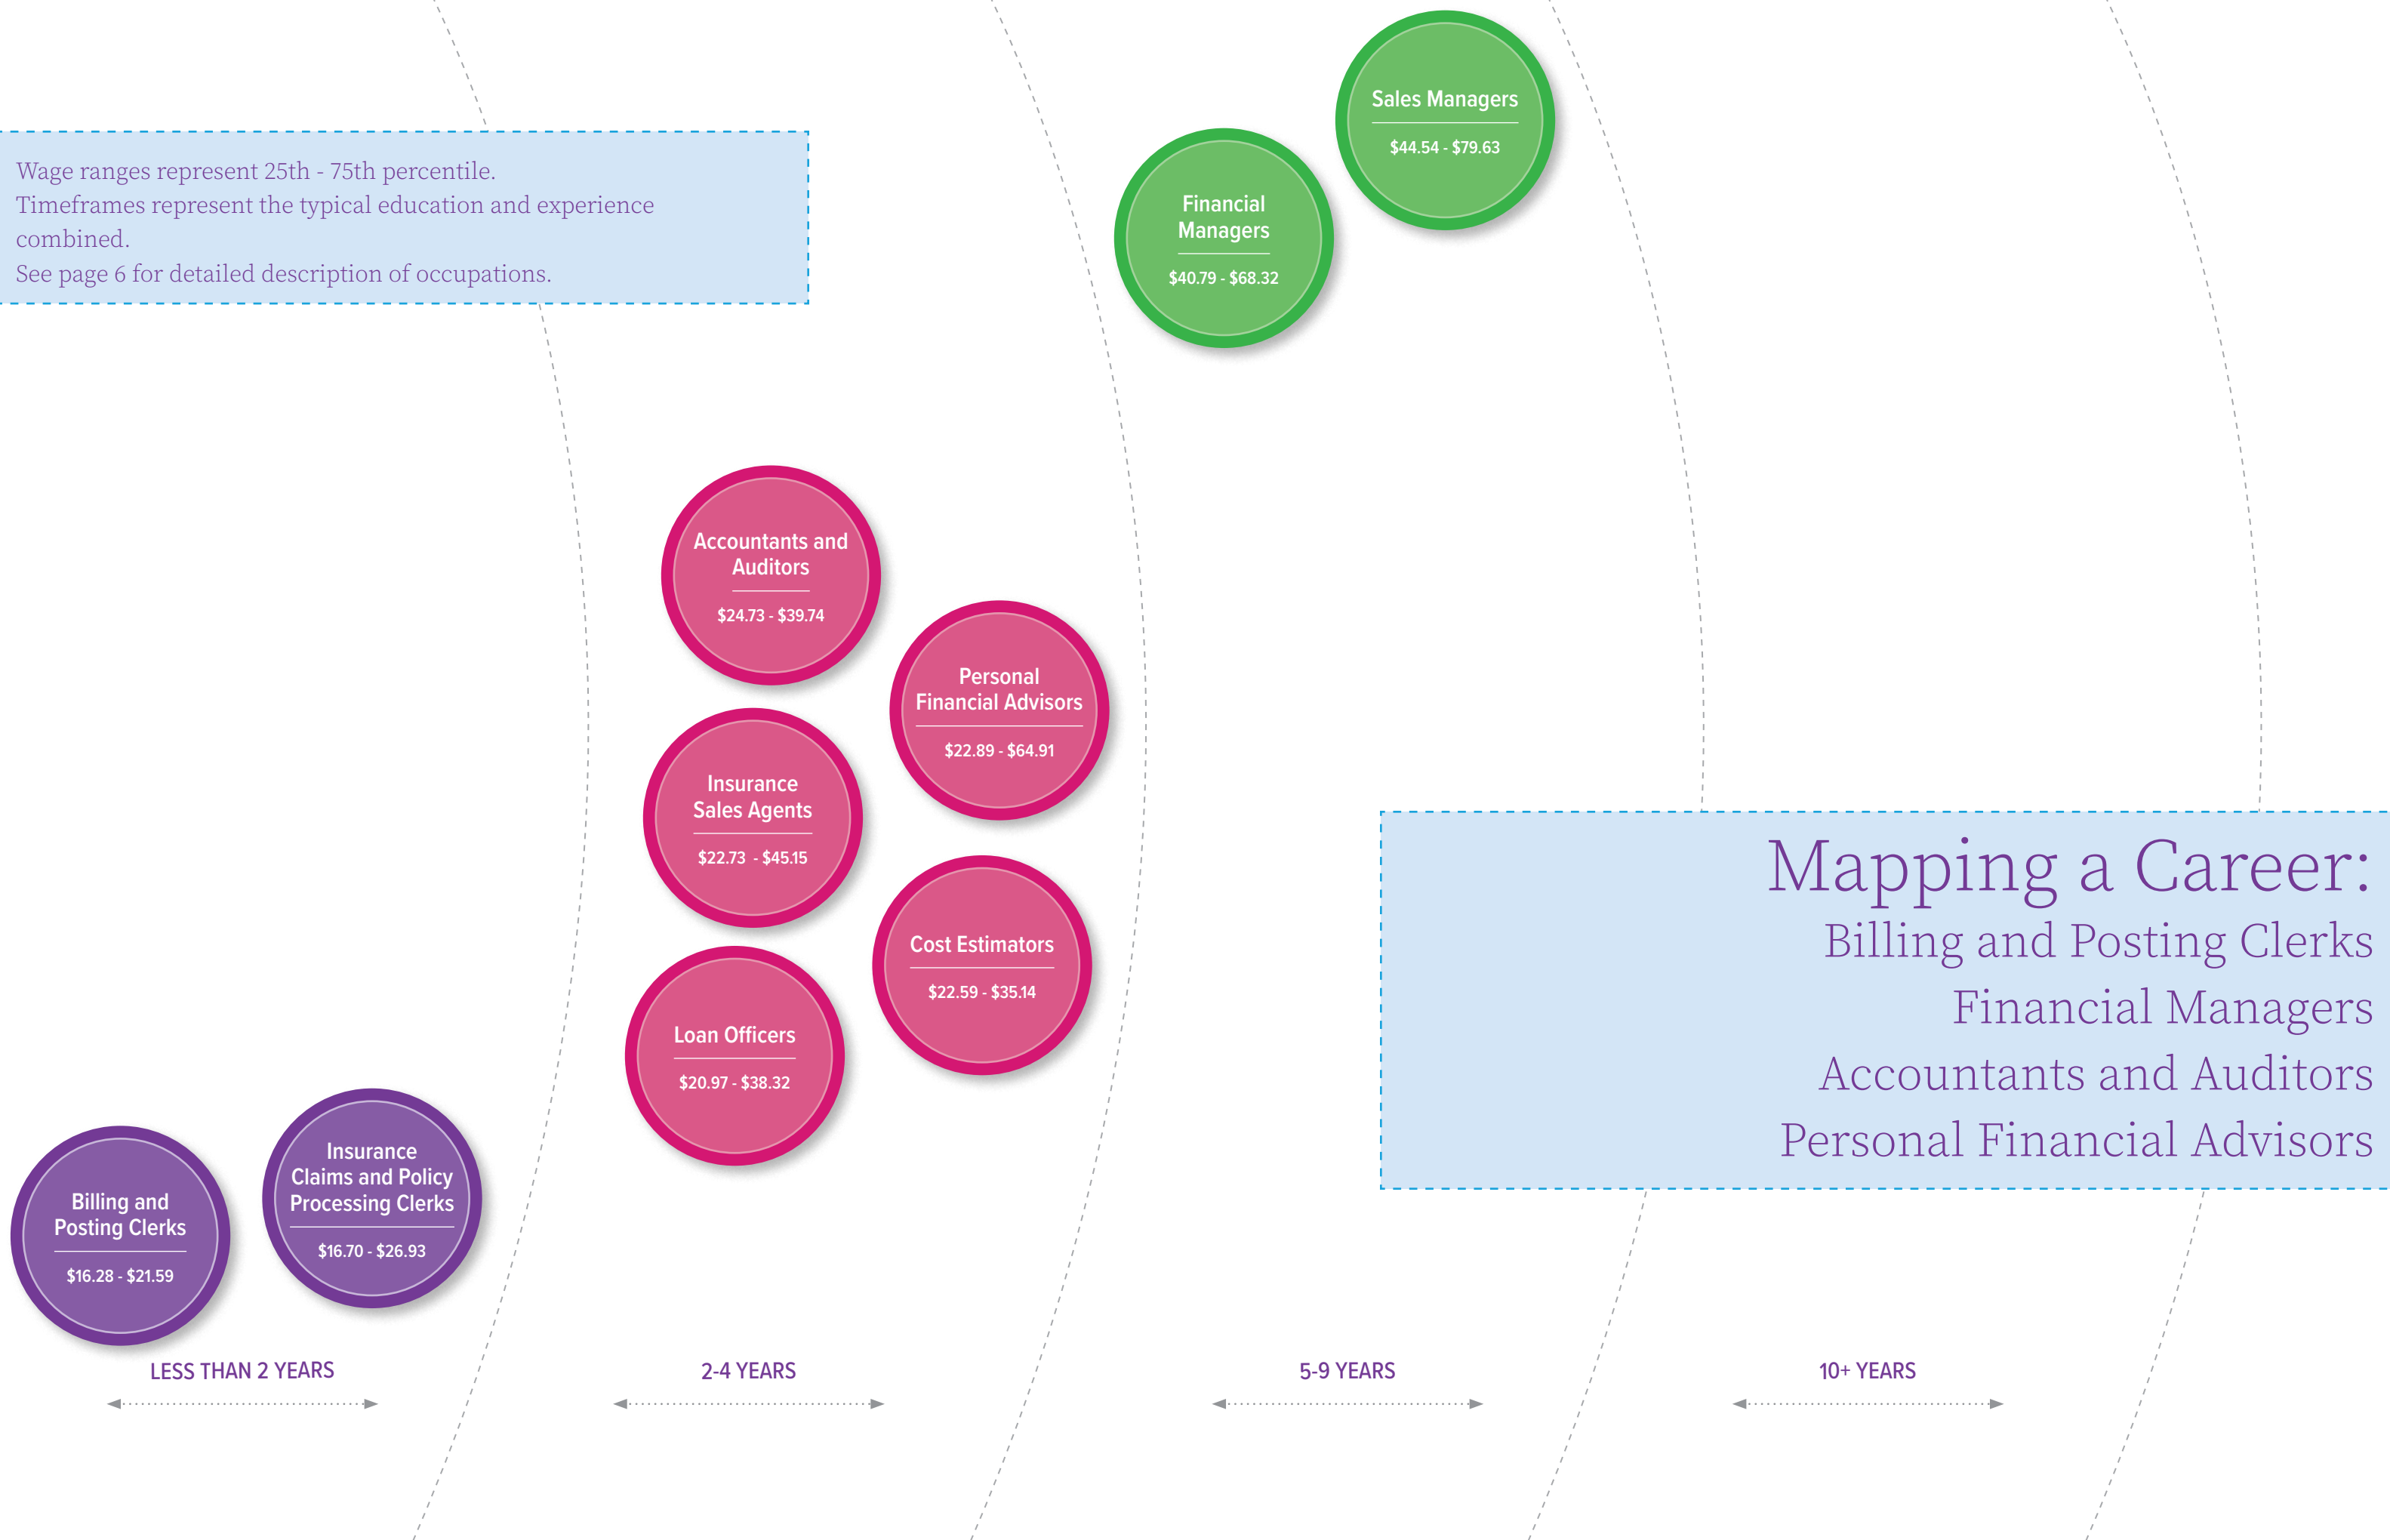 Sales Managers
$44.54 - $79.63
Financial
Managers
$40.79 - $68.32
Wage ranges represent 25th - 75th percentile.
Timeframes represent the typical education and experience
combined.
See page 6 for detailed description of occupations.
Accountants and
Auditors
$24.73 - $39.74
Personal
Financial Advisors
$22.89 - $64.91
Insurance
Sales Agents
$22.73 - $45.15
Cost Estimators
$22.59 - $35.14
Loan Officers
$20.97 - $38.32
Mapping a Career:
Billing and Posting Clerks
Financial Managers
Accountants and Auditors
Personal Financial Advisors
Insurance
Claims and Policy
Processing Clerks
$16.70 - $26.93
Billing and
Posting Clerks
$16.28 - $21.59
LESS THAN 2 YEARS
2-4 YEARS
5-9 YEARS
10+ YEARS